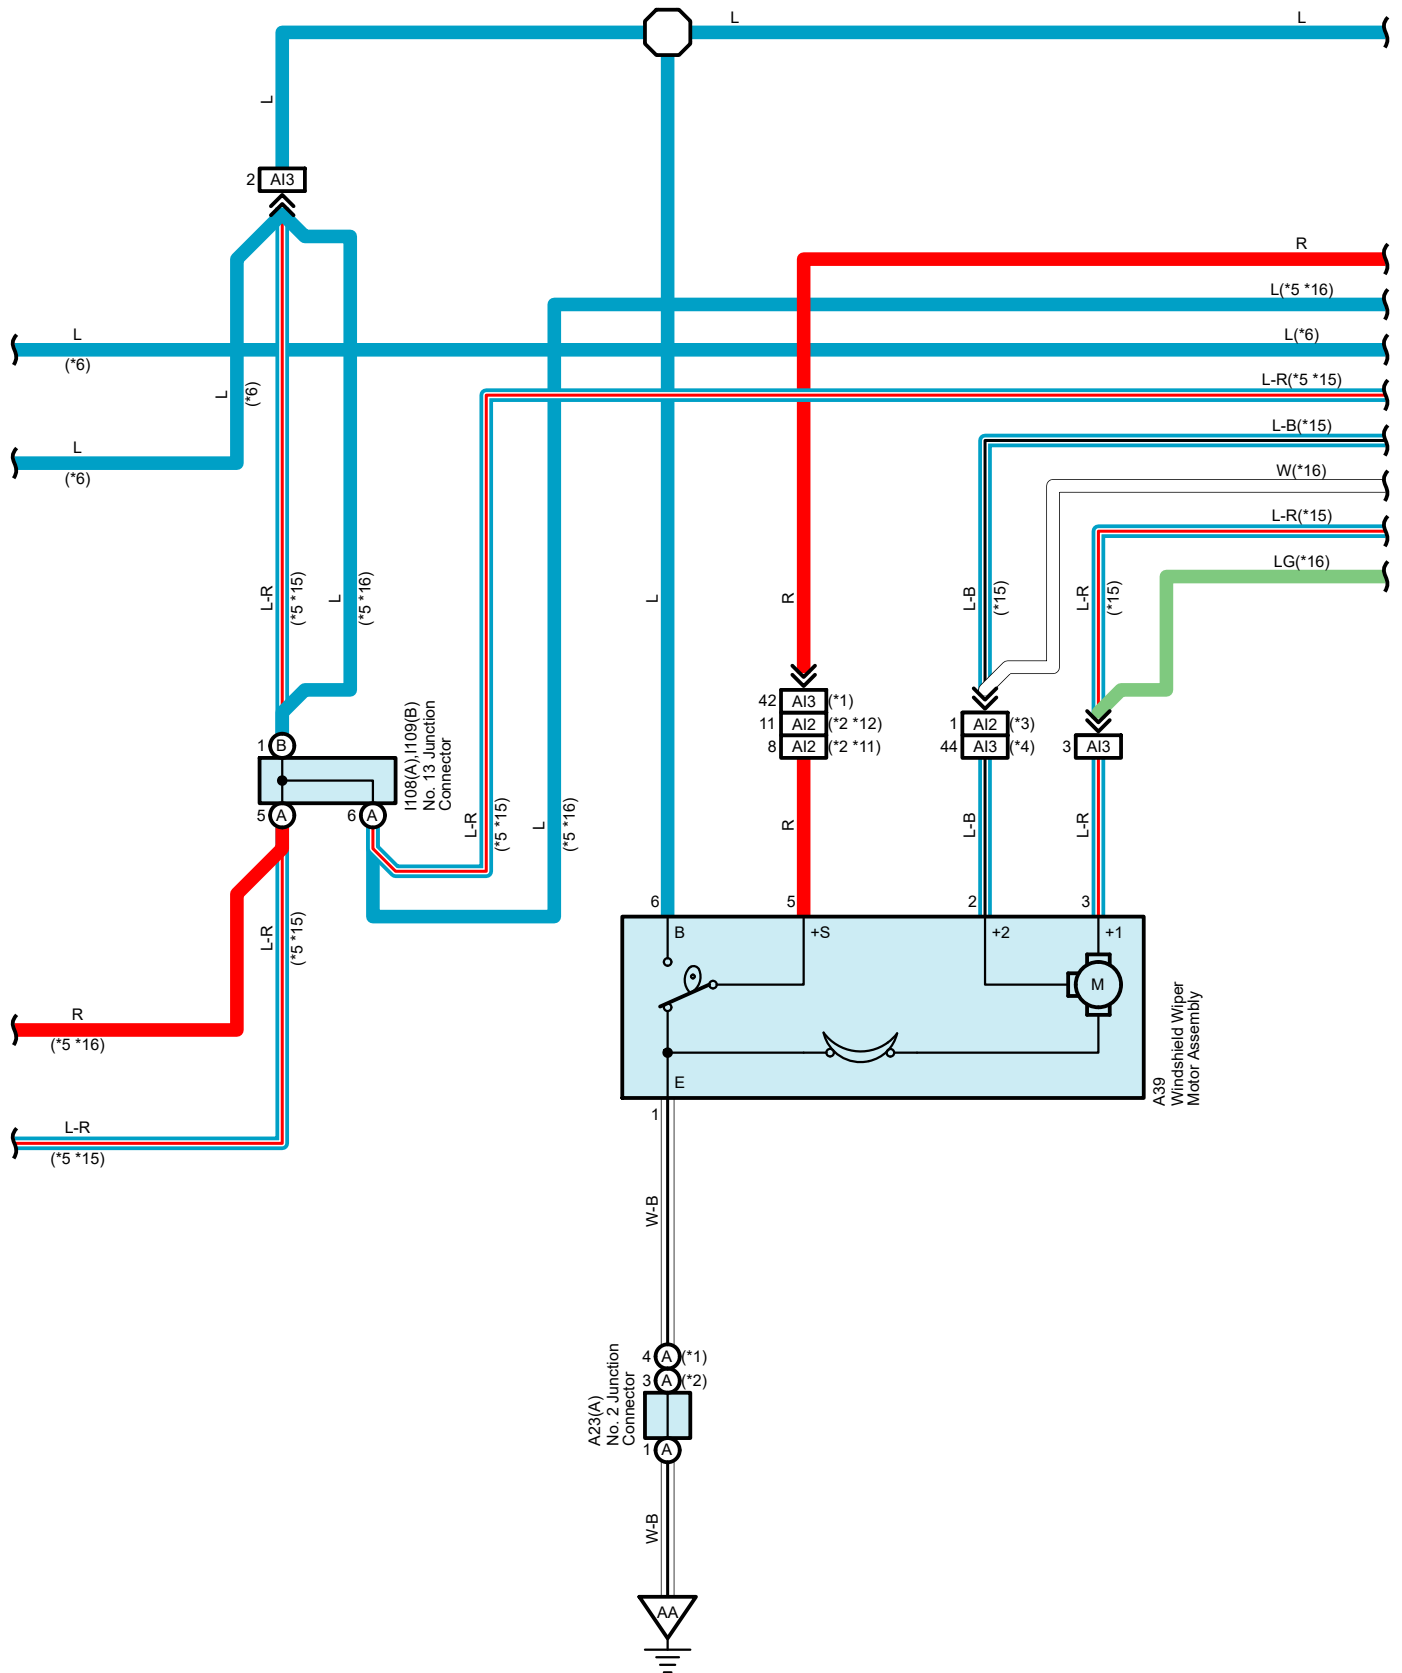 L
L
L
2 AI3
R
L(*5 *16)
L
(*6)
L(*6)
L
(*6)
L-R(*5 *15)
L-B(*15)
L
(*6)
W(*16)
L-R(*15)
LG(*16)
L-R
(*5 *15)
L
(*5 *16)
L
R
L-B
(*15)
L-R
(*15)
42 AI3 (*1)
11 AI2 (*2 *12)
8 AI2 (*2 *11)
1 AI2 (*3)
44 AI3 (*4)
3 AI3
1 B
I108(A),I109(B)
No. 13 Junction
Connector
5 A
6 A
L-R
(*5 *15)
L
(*5 *16)
R
L-B
L-R
L-R
(*5 *15)
6
5
2
3
B
+S
+2
+1
M
R
(*5 *16)
E
A39
Windshield Wiper
Motor Assembly
1
L-R
(*5 *15)
W-B
4 A (*1)
3 A (*2)
A23(A)
No. 2 Junction
Connector
1 A
W-B
AA